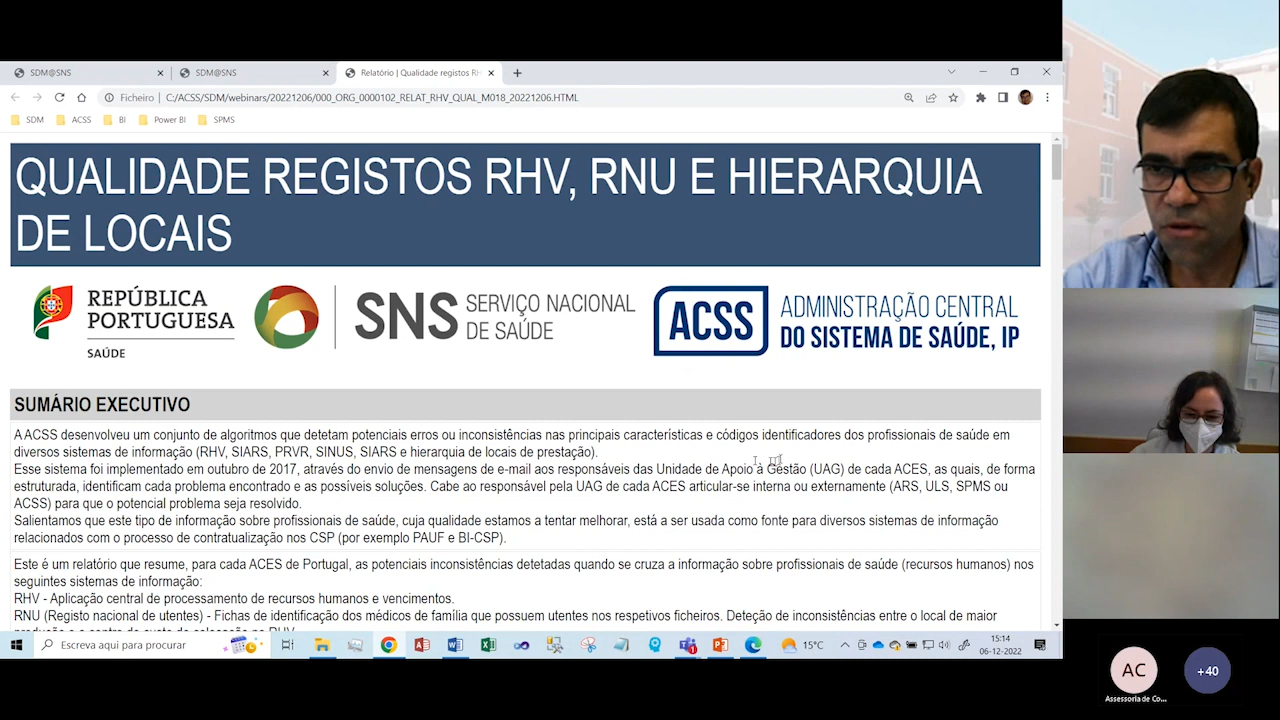 SDM@SNS
SDM@SNS
Relatório | Qualidade registos RH
Ficheiro | C:/ACSS/SDM/webinars/20221206/000_ORG_0000102_RELAT_RHV_QUAL_M018_20221206.HTML
SDM ACSS BI Power BI SPMS
QUALIDADE REGISTOS RHV, RNU E HIERARQUIA
DE LOCAIS
REPÚBLICA
PORTUGUESA
SAÚDE
SNS SERVIÇO NACIONAL
DE SAÚDE
ACSS ADMINISTRAÇÃO CENTRAL
DO SISTEMA DE SAÚDE, IP
SUMÁRIO EXECUTIVO
A ACSS desenvolveu um conjunto de algoritmos que detetam potenciais erros ou inconsistências nas principais características e códigos identificadores dos profissionais de saúde em
diversos sistemas de informação (RHV, SIARS, PRVR, SINUS, SIARS e hierarquia de locais de prestação).
Esse sistema foi implementado em outubro de 2017, através do envio de mensagens de e-mail aos responsáveis das Unidade de Apoio à Gestão (UAG) de cada ACES, as quais, de forma
estruturada, identificam cada problema encontrado e as possíveis soluções. Cabe ao responsável pela UAG de cada ACES articular-se interna ou externamente (ARS, ULS, SPMS ou
ACSS) para que o potencial problema seja resolvido.
Salientamos que este tipo de informação sobre profissionais de saúde, cuja qualidade estamos a tentar melhorar, está a ser usada como fonte para diversos sistemas de informação
relacionados com o processo de contratualização nos CSP (por exemplo PAUF e BI-CSP).
Este é um relatório que resume, para cada ACES de Portugal, as potenciais inconsistências detetadas quando se cruza a informação sobre profissionais de saúde (recursos humanos) nos
seguintes sistemas de informação:
RHV - Aplicação central de processamento de recursos humanos e vencimentos.
RNU (Registo nacional de utentes) - Fichas de identificação dos médicos de família que possuem utentes nos respetivos ficheiros. Deteção de inconsistências entre o local de maior
Escreva aqui para procurar
15°C
15:14
06-12-2022
AC
Assessoria de Co...
+40